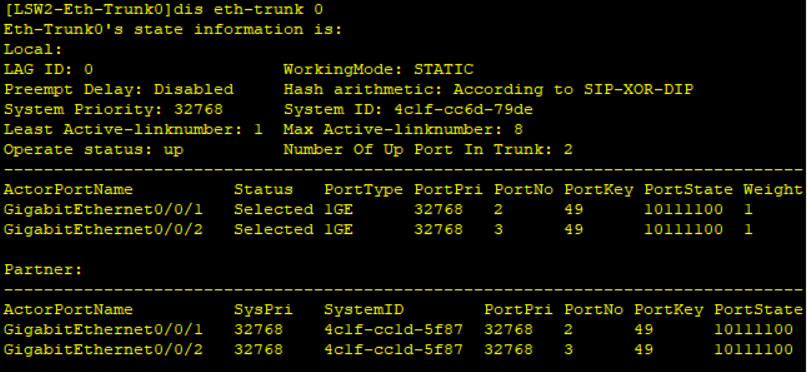 [LSW2-Eth-Trunk0]dis eth-trunk 0
Eth-Trunk0's state information is:
Local:
LAG ID: 0 WorkingMode: STATIC
Preempt Delay: Disabled Hash arithmetic: According to SIP-XOR-DIP
System Priority: 32768 System ID: 4c1f-cc6d-79de
Least Active-linknumber: 1 Max Active-linknumber: 8
Operate status: up Number Of Up Port In Trunk: 2
--------------------------------------------------------------------------------
ActorPortName Status PortType PortPri PortNo PortKey PortState Weight
GigabitEthernet0/0/1 Selected 1GE 32768 2 49 10111100 1
GigabitEthernet0/0/2 Selected 1GE 32768 3 49 10111100 1
Partner:
--------------------------------------------------------------------------------
ActorPortName SysPri SystemID PortPri PortNo PortKey PortState
GigabitEthernet0/0/1 32768 4c1f-cc1d-5f87 32768 2 49 10111100
GigabitEthernet0/0/2 32768 4c1f-cc1d-5f87 32768 3 49 10111100